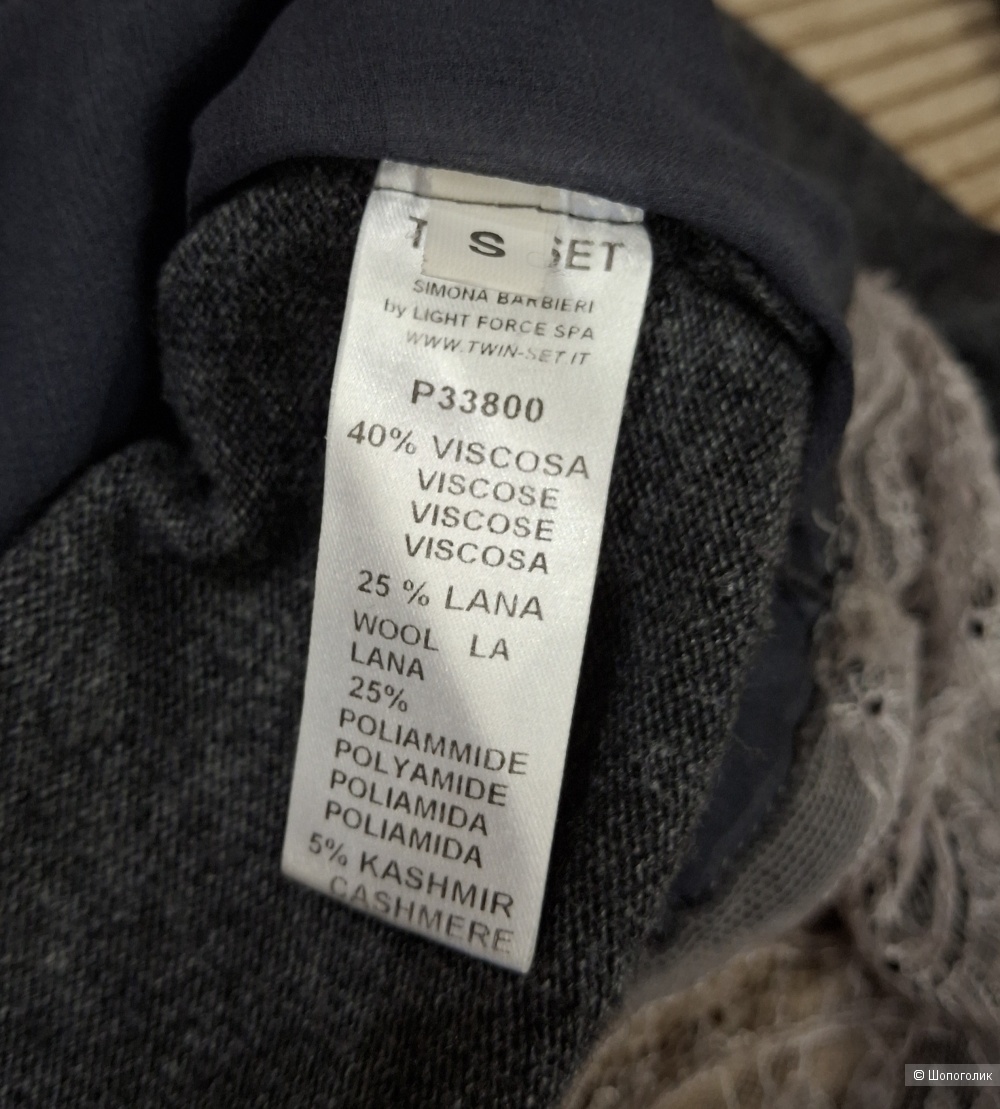 S
SET
SIMONA BARBIERI
by LIGHT FORCE SPA
WWW.TWIN-SET.IT
P33800
40% VISCOSA
VISCOSE
VISCOSE
VISCOSA
25 % LANA
WOOL LA
LANA
25%
POLIAMMIDE
POLYAMIDE
POLIAMIDA
POLIAMIDA
5% KASHMIR
CASHMERE
© Шопоголик